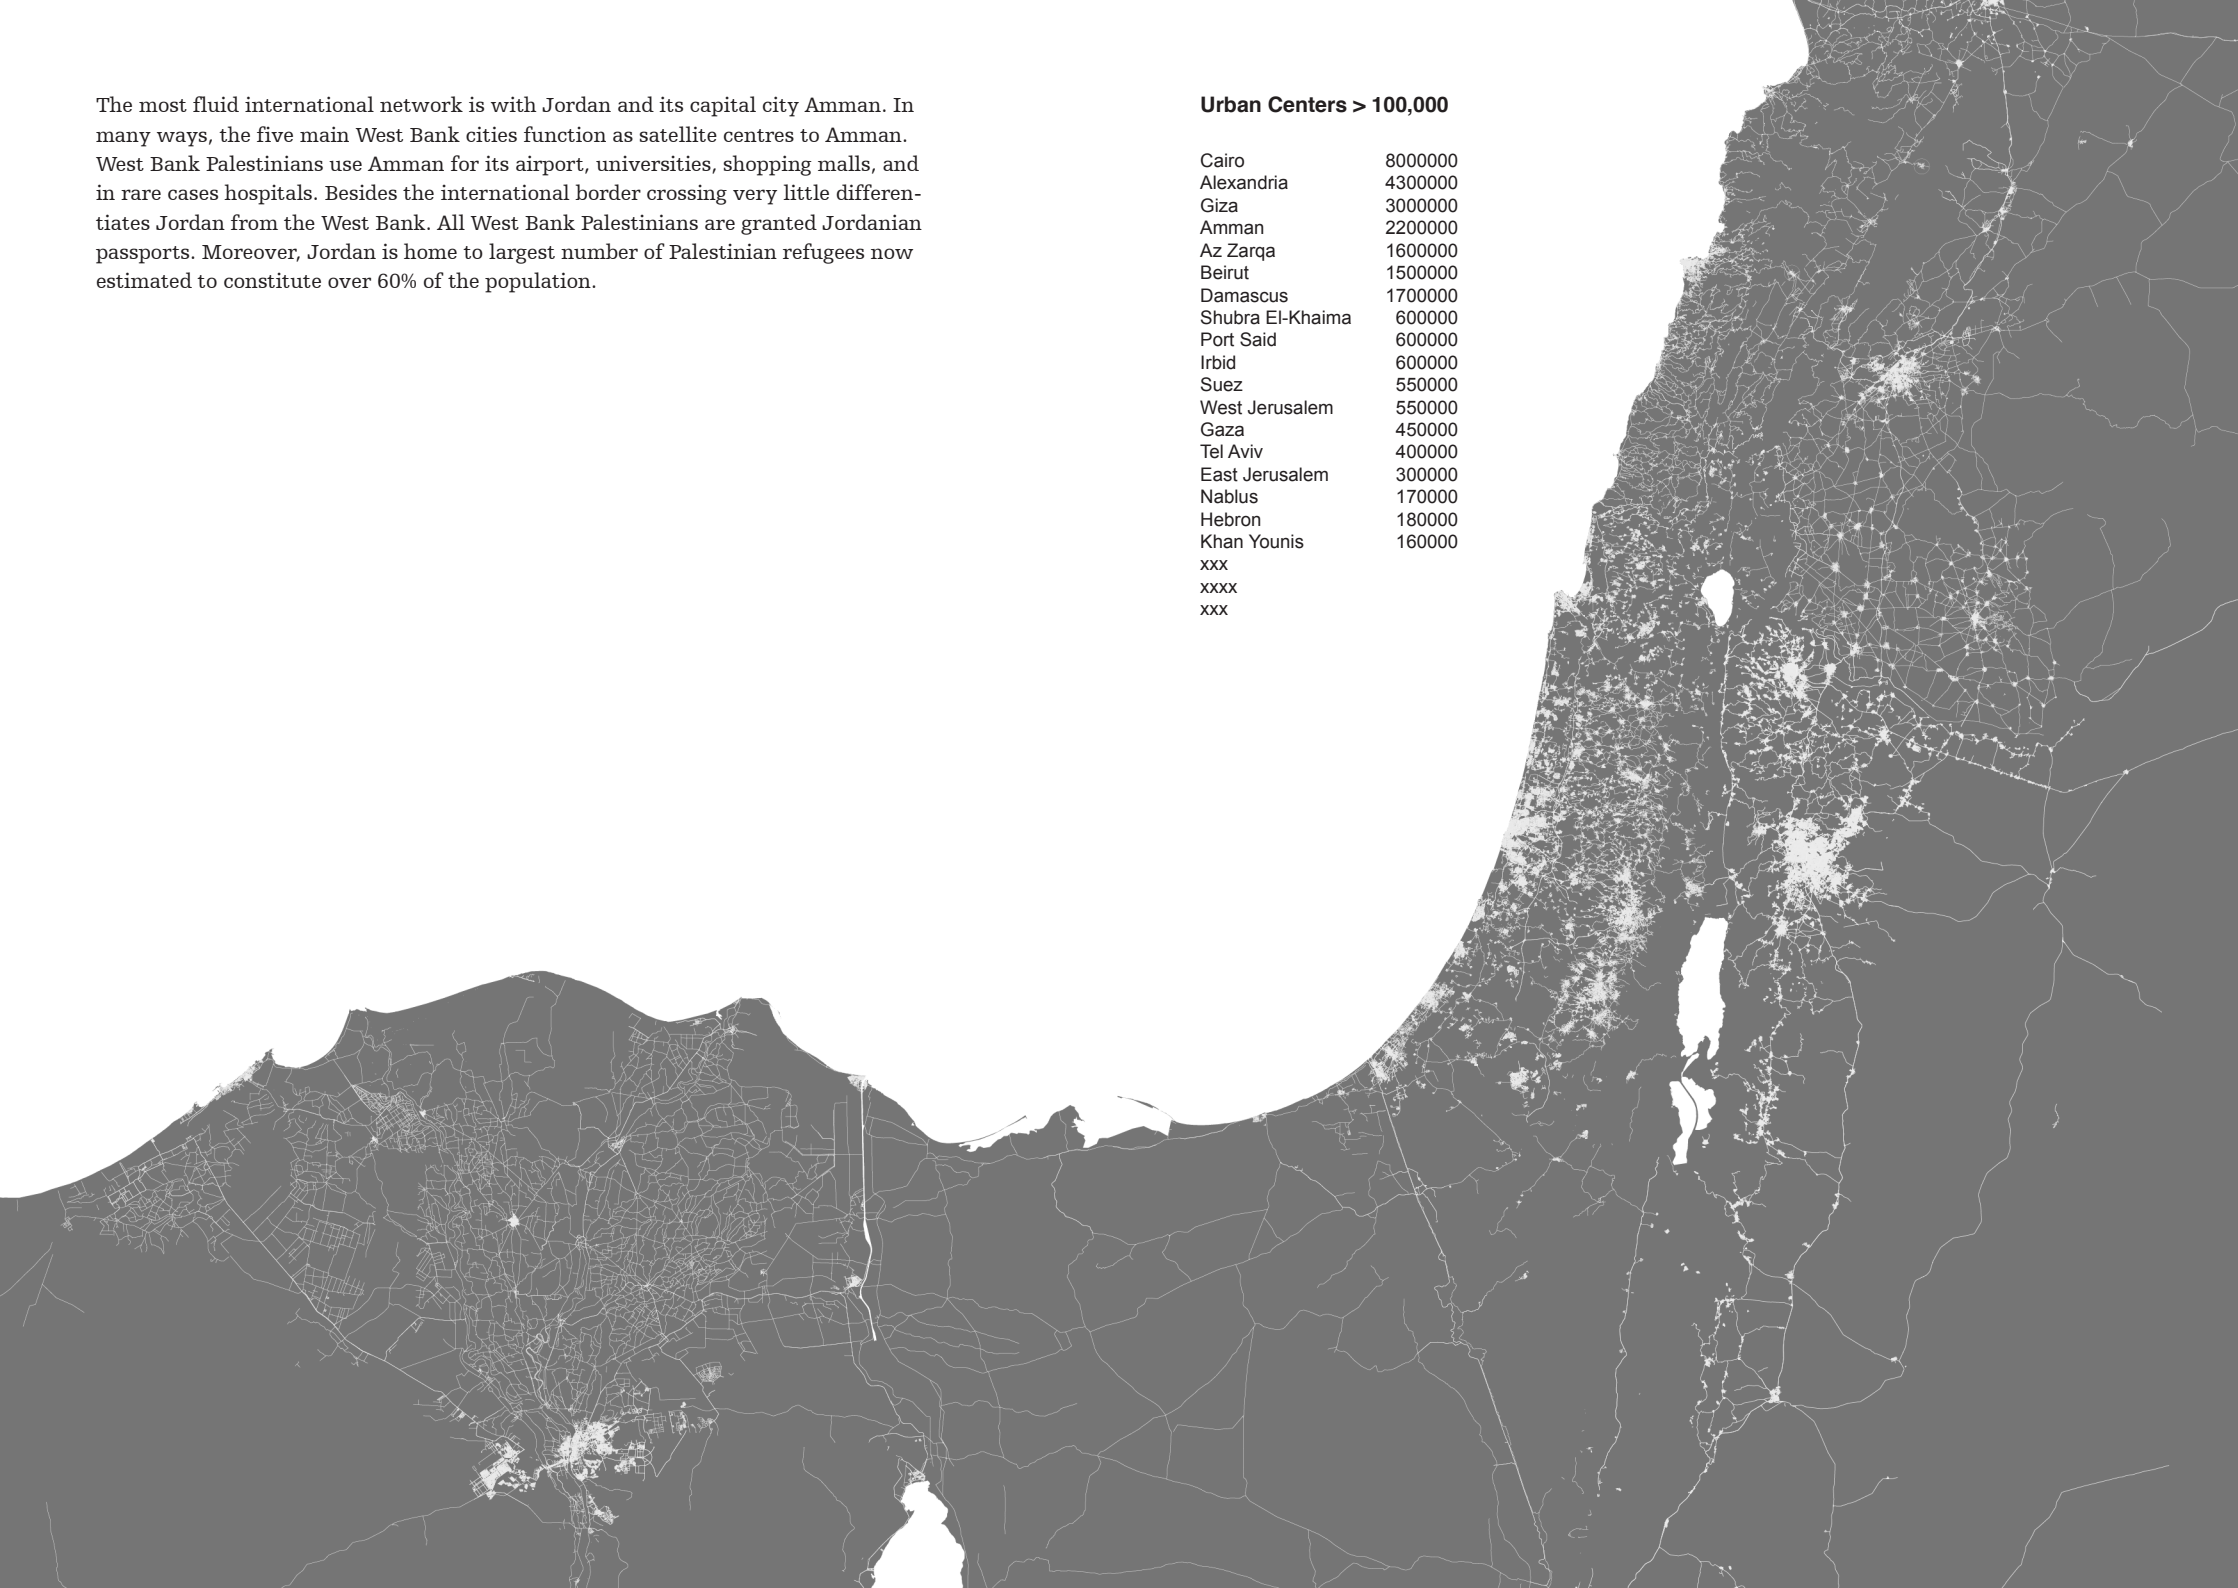 The most fluid international network is with Jordan and its capital city Amman. In
many ways, the five main West Bank cities function as satellite centres to Amman.
West Bank Palestinians use Amman for its airport, universities, shopping malls, and
in rare cases hospitals. Besides the international border crossing very little differen-
tiates Jordan from the West Bank. All West Bank Palestinians are granted Jordanian
passports. Moreover, Jordan is home to largest number of Palestinian refugees now
estimated to constitute over 60% of the population.
Urban Centers > 100,000
Cairo 8000000
Alexandria 4300000
Giza 3000000
Amman 2200000
Az Zarqa 1600000
Beirut 1500000
Damascus 1700000
Shubra El-Khaima 600000
Port Said 600000
Irbid 600000
Suez 550000
West Jerusalem 550000
Gaza 450000
Tel Aviv 400000
East Jerusalem 300000
Nablus 170000
Hebron 180000
Khan Younis 160000
xxx
xxxx
xxx